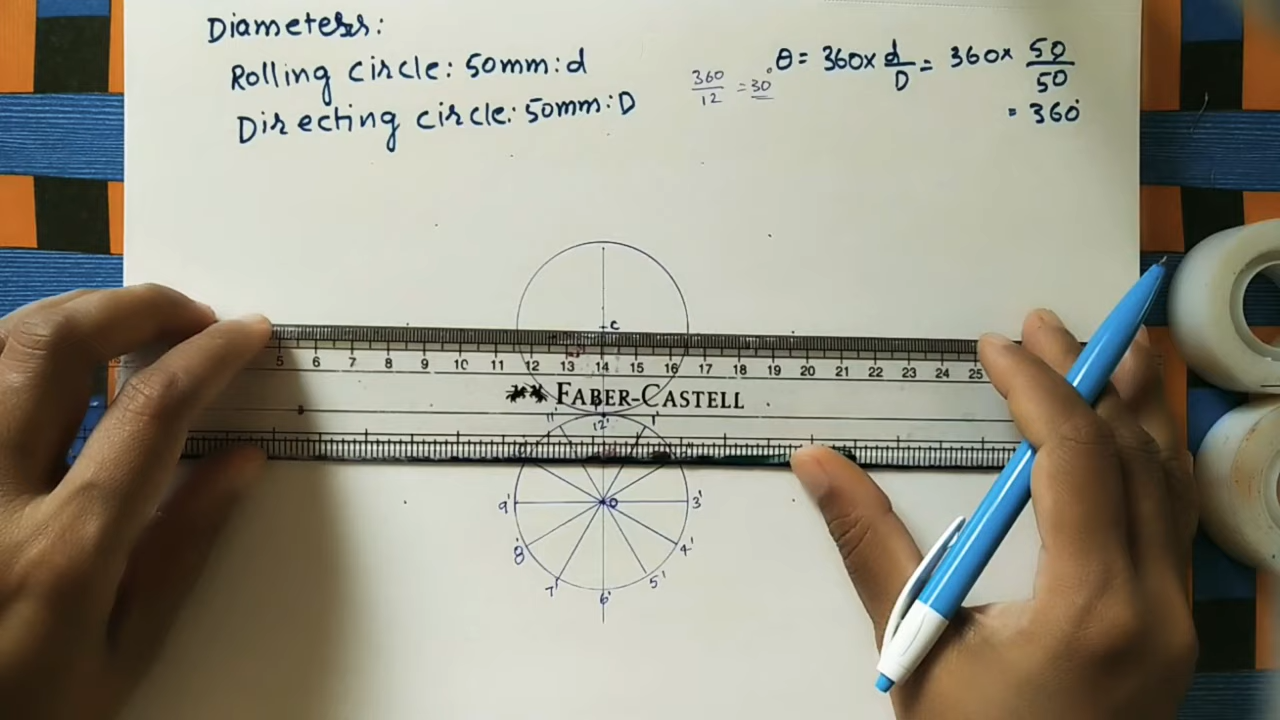 Diameters:
Rolling circle: 50mm:d
Directing circle: 50mm:D
360/12 = 30°
θ = 360 × d/D = 360 × 50/50
= 360°
C
5 6 7 8 9 10 11 12 13 14 15 16 17 18 19 20 21 22 23 24 25
FABER-CASTELL
11' 12' 1'
9' O 3'
8' 4'
7' 5'
6'